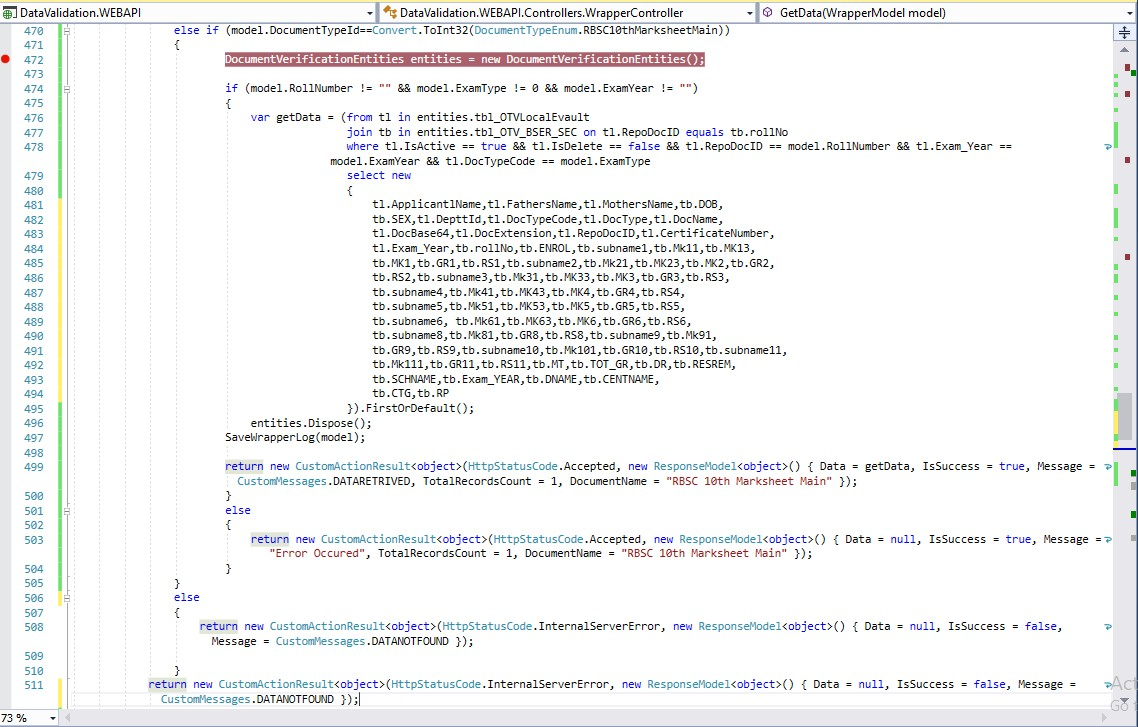 DataValidation.WEBAPI
DataValidation.WEBAPI.Controllers.WrapperController
GetData(WrapperModel model)
470 else if (model.DocumentTypeId==Convert.ToInt32(DocumentTypeEnum.RBSC10thMarksheetMain))
471 {
472 DocumentVerificationEntities entities = new DocumentVerificationEntities();
473
474 if (model.RollNumber != "" && model.ExamType != 0 && model.ExamYear != "")
475 {
476 var getData = (from tl in entities.tbl_OTVLocalEvault
477 join tb in entities.tbl_OTV_BSER_SEC on tl.RepoDocID equals tb.rollNo
478 where tl.IsActive == true && tl.IsDelete == false && tl.RepoDocID == model.RollNumber && tl.Exam_Year ==
model.ExamYear && tl.DocTypeCode == model.ExamType
479 select new
480 {
481 tl.ApplicantlName,tl.FathersName,tl.MothersName,tb.DOB,
482 tb.SEX,tl.DepttId,tl.DocTypeCode,tl.DocType,tl.DocName,
483 tl.DocBase64,tl.DocExtension,tl.RepoDocID,tl.CertificateNumber,
484 tl.Exam_Year,tb.rollNo,tb.ENROL,tb.subname1,tb.Mk11,tb.MK13,
485 tb.MK1,tb.GR1,tb.RS1,tb.subname2,tb.Mk21,tb.MK23,tb.MK2,tb.GR2,
486 tb.RS2,tb.subname3,tb.Mk31,tb.MK33,tb.MK3,tb.GR3,tb.RS3,
487 tb.subname4,tb.Mk41,tb.MK43,tb.MK4,tb.GR4,tb.RS4,
488 tb.subname5,tb.Mk51,tb.MK53,tb.MK5,tb.GR5,tb.RS5,
489 tb.subname6, tb.Mk61,tb.MK63,tb.MK6,tb.GR6,tb.RS6,
490 tb.subname8,tb.Mk81,tb.GR8,tb.RS8,tb.subname9,tb.Mk91,
491 tb.GR9,tb.RS9,tb.subname10,tb.Mk101,tb.GR10,tb.RS10,tb.subname11,
492 tb.Mk111,tb.GR11,tb.RS11,tb.MT,tb.TOT_GR,tb.DR,tb.RESREM,
493 tb.SCHNAME,tb.Exam_YEAR,tb.DNAME,tb.CENTNAME,
494 tb.CTG,tb.RP
495 }).FirstOrDefault();
496 entities.Dispose();
497 SaveWrapperLog(model);
498
499 return new CustomActionResult<object>(HttpStatusCode.Accepted, new ResponseModel<object>() { Data = getData, IsSuccess = true, Message =
CustomMessages.DATARETRIVED, TotalRecordsCount = 1, DocumentName = "RBSC 10th Marksheet Main" });
500 }
501 else
502 {
503 return new CustomActionResult<object>(HttpStatusCode.Accepted, new ResponseModel<object>() { Data = null, IsSuccess = true, Message =
"Error Occured", TotalRecordsCount = 1, DocumentName = "RBSC 10th Marksheet Main" });
504 }
505 }
506 else
507 {
508 return new CustomActionResult<object>(HttpStatusCode.InternalServerError, new ResponseModel<object>() { Data = null, IsSuccess = false,
Message = CustomMessages.DATANOTFOUND });
509
510 }
511 return new CustomActionResult<object>(HttpStatusCode.InternalServerError, new ResponseModel<object>() { Data = null, IsSuccess = false, Message =
CustomMessages.DATANOTFOUND });
73 %